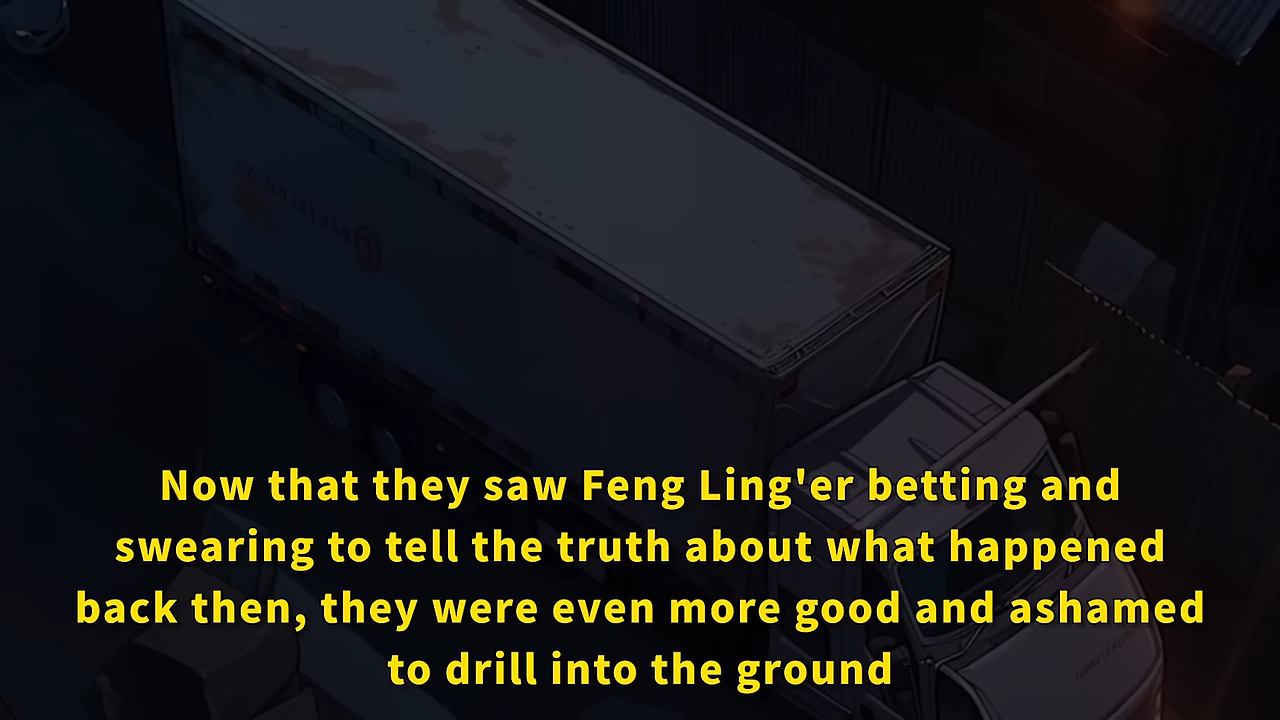 Now that they saw Feng Ling'er betting and
swearing to tell the truth about what happened
back then, they were even more good and ashamed
to drill into the ground